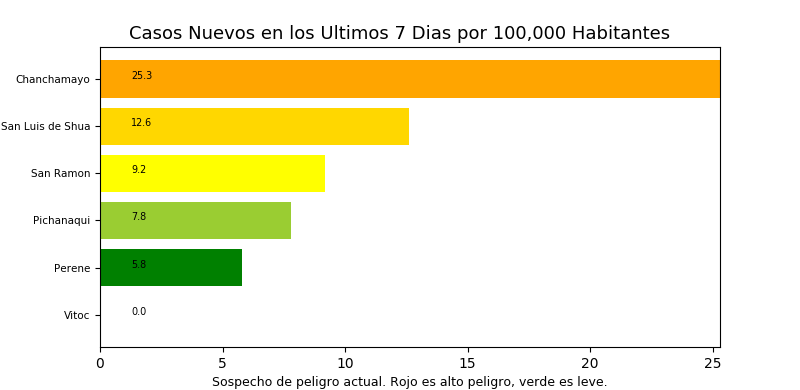 Casos Nuevos en los Ultimos 7 Dias por 100,000 Habitantes
Chanchamayo 25.3
San Luis de Shua 12.6
San Ramon 9.2
Pichanaqui 7.8
Perene 5.8
Vitoc 0.0
0 5 10 15 20 25
Sospecho de peligro actual. Rojo es alto peligro, verde es leve.